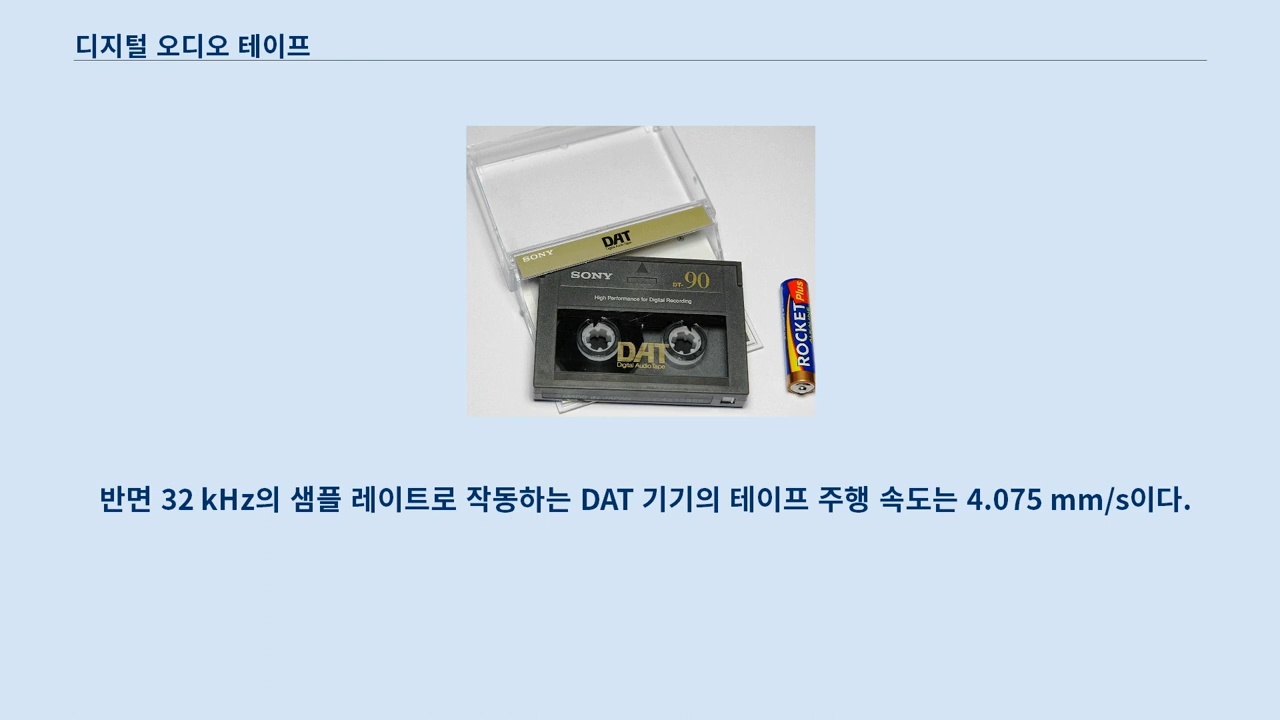 디지털 오디오 테이프
DAT
SONY
SONY
DT-90
High Performance for Digital Recording
DAT
Digital Audio Tape
ROCKET Plus
반면 32 kHz의 샘플 레이트로 작동하는 DAT 기기의 테이프 주행 속도는 4.075 mm/s이다.